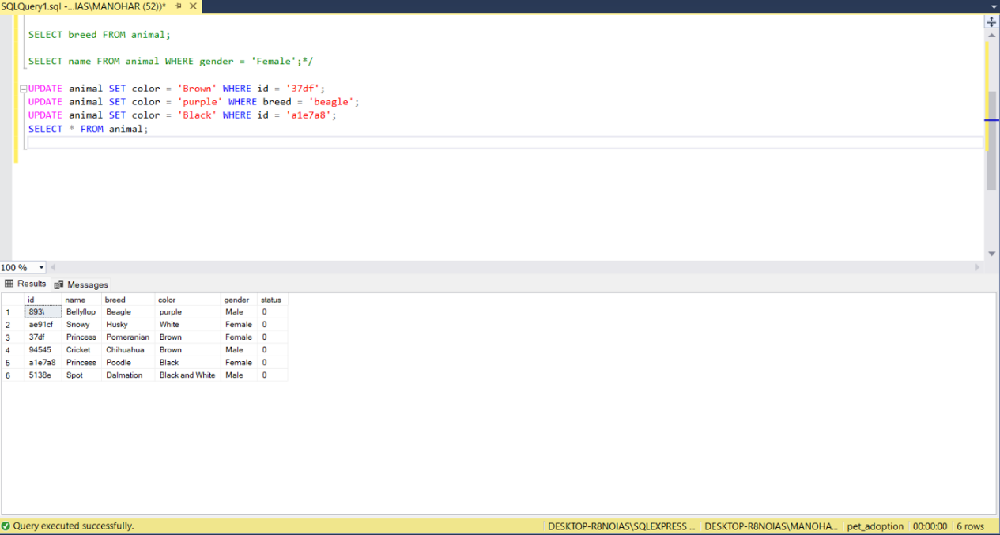 SQLQuery1.sql -...IAS\MANOHAR (52))*
SELECT breed FROM animal;
SELECT name FROM animal WHERE gender = 'Female';*/
UPDATE animal SET color = 'Brown' WHERE id = '37df';
UPDATE animal SET color = 'purple' WHERE breed = 'beagle';
UPDATE animal SET color = 'Black' WHERE id = 'a1e7a8';
SELECT * FROM animal;
100 %
Results Messages
id name breed color gender status
1 893\ Bellyflop Beagle purple Male 0
2 ae91cf Snowy Husky White Female 0
3 37df Princess Pomeranian Brown Female 0
4 94545 Cricket Chihuahua Brown Male 0
5 a1e7a8 Princess Poodle Black Female 0
6 5138e Spot Dalmation Black and White Male 0
Query executed successfully. DESKTOP-R8NOIAS\SQLEXPRESS ... DESKTOP-R8NOIAS\MANOHA... pet_adoption 00:00:00 6 rows